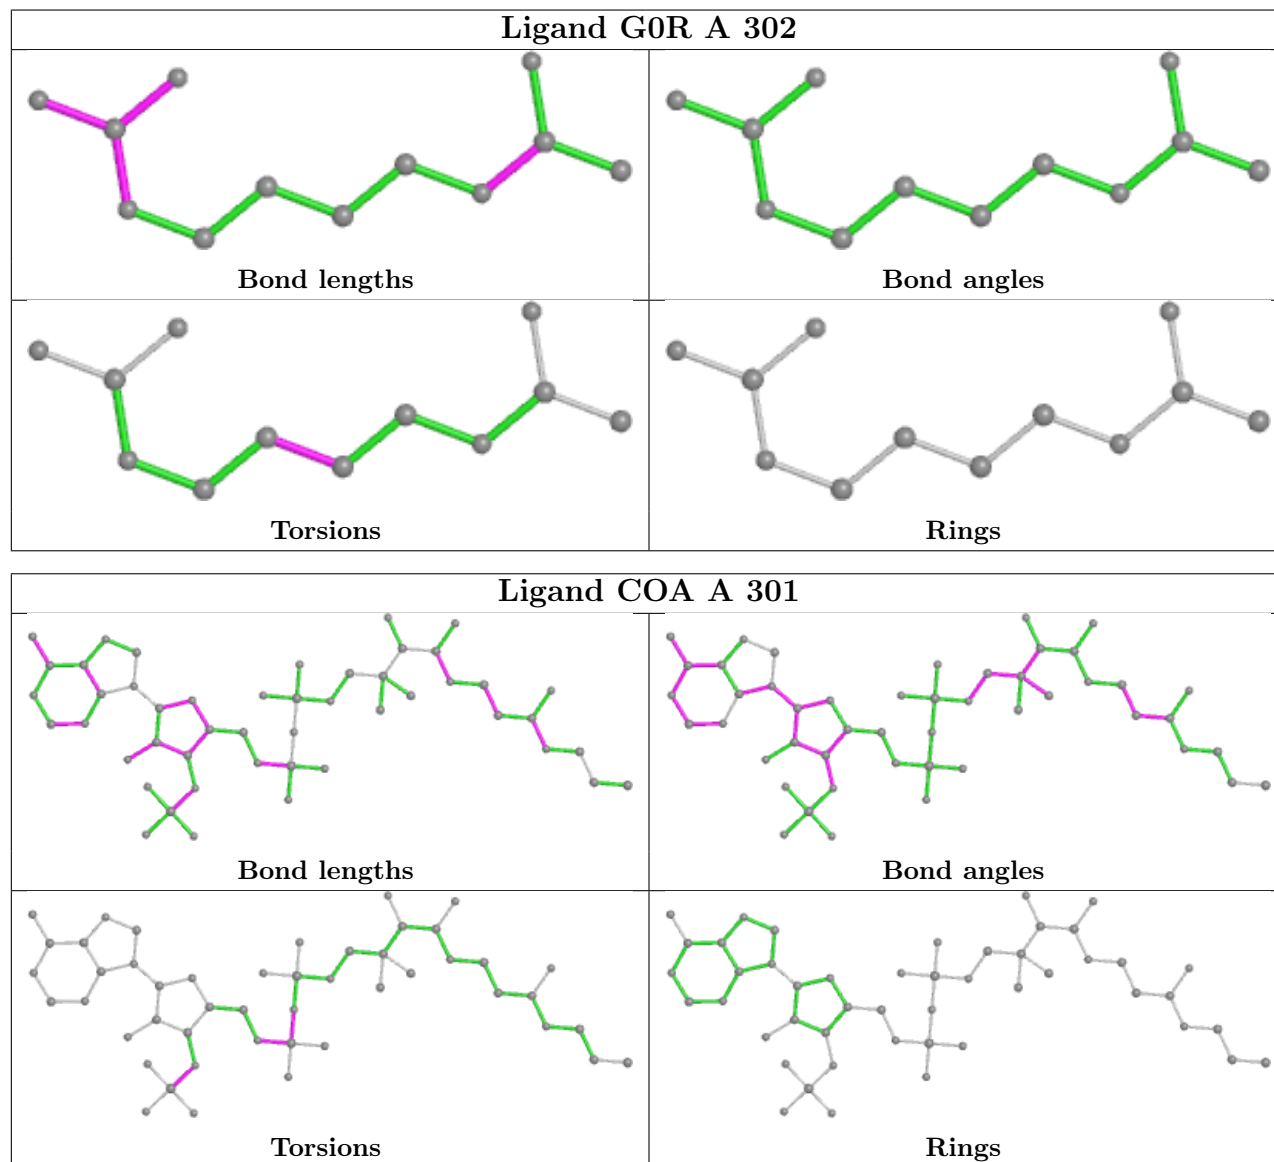 Ligand G0R A 302
Bond lengths
Bond angles
Torsions
Rings
Ligand COA A 301
Bond lengths
Bond angles
Torsions
Rings